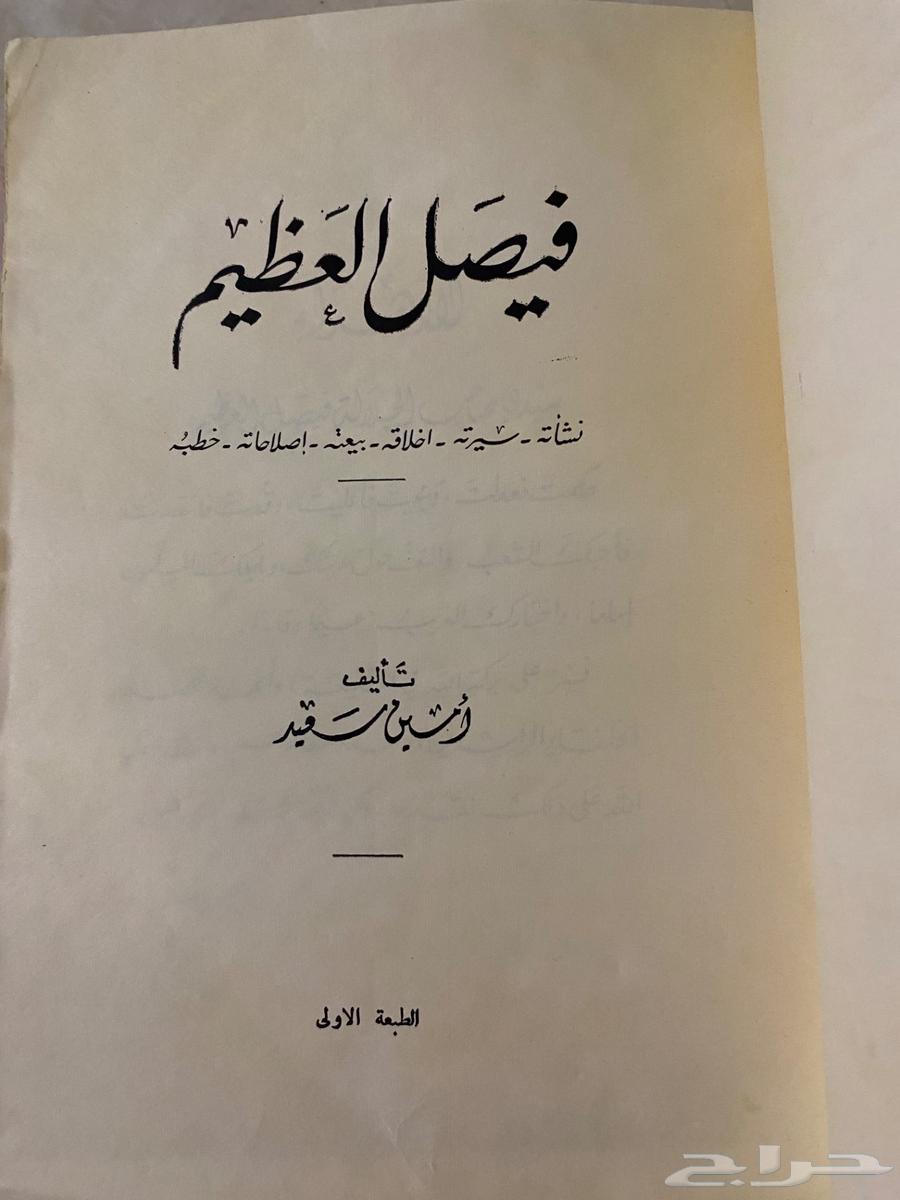 فيصل العظيم
نشأته - سيرته - اخلاقه - بيعته - إصلاحاته - خطبه
تأليف
أمين سعيد
الطبعة الاولى
حراج